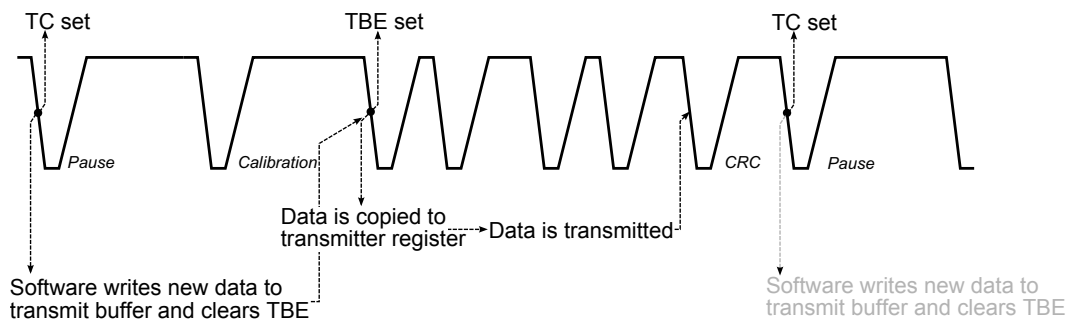 TC set
TBE set
TC set
Pause
Calibration
CRC
Pause
Data is copied to
transmitter register
Data is transmitted
Software writes new data to
transmit buffer and clears TBE
Software writes new data to
transmit buffer and clears TBE